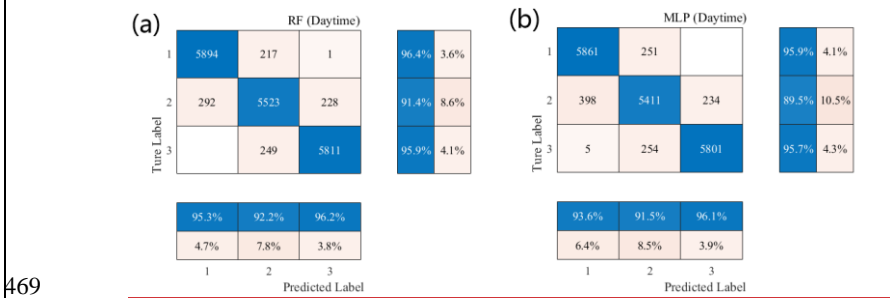 (a)
RF (Daytime)
1 5894 217 1 96.4% 3.6%
2 292 5523 228 91.4% 8.6%
3 249 5811 95.9% 4.1%
Ture Label
95.3% 92.2% 96.2%
4.7% 7.8% 3.8%
1 2 3
Predicted Label
(b)
MLP (Daytime)
1 5861 251 95.9% 4.1%
2 398 5411 234 89.5% 10.5%
3 5 254 5801 95.7% 4.3%
Ture Label
93.6% 91.5% 96.1%
6.4% 8.5% 3.9%
1 2 3
Predicted Label
469